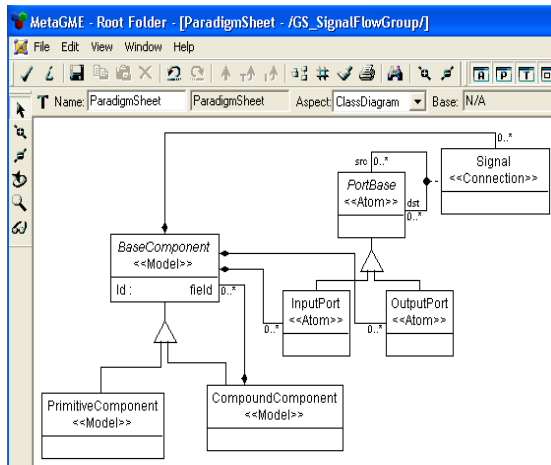 MetaGME - Root Folder - [ParadigmSheet - /GS_SignalFlowGroup/]
File Edit View Window Help
A P T
Name: ParadigmSheet ParadigmSheet Aspect: ClassDiagram Base: N/A
0..*
src 0..*
Signal
<<Connection>>
PortBase
<<Atom>>
dst
0..*
BaseComponent
<<Model>>
Id : field
0..*
InputPort
<<Atom>>
0..*
OutputPort
<<Atom>>
0..*
PrimitiveComponent
<<Model>>
CompoundComponent
<<Model>>